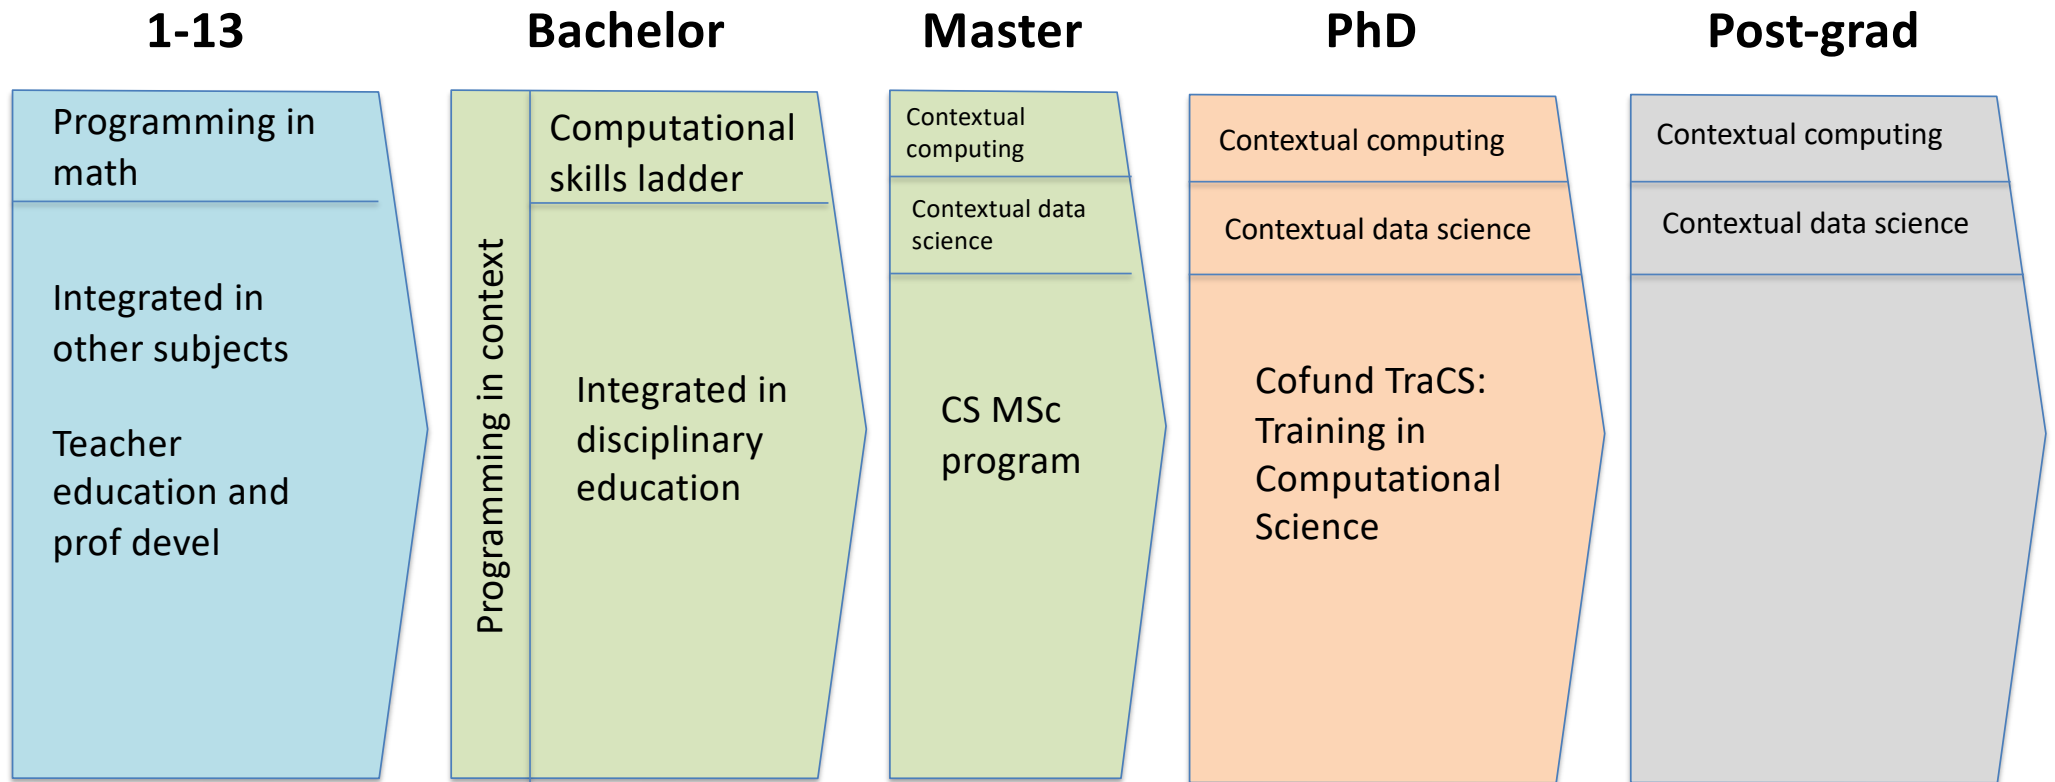 1-13
Bachelor
Master
PhD
Post-grad
Programming in
math
Integrated in
other subjects
Teacher
education and
prof devel
Programming in context
Computational
skills ladder
Integrated in
disciplinary
education
Contextual
computing
Contextual data
science
CS MSc
program
Contextual computing
Contextual data science
Cofund TraCS:
Training in
Computational
Science
Contextual computing
Contextual data science